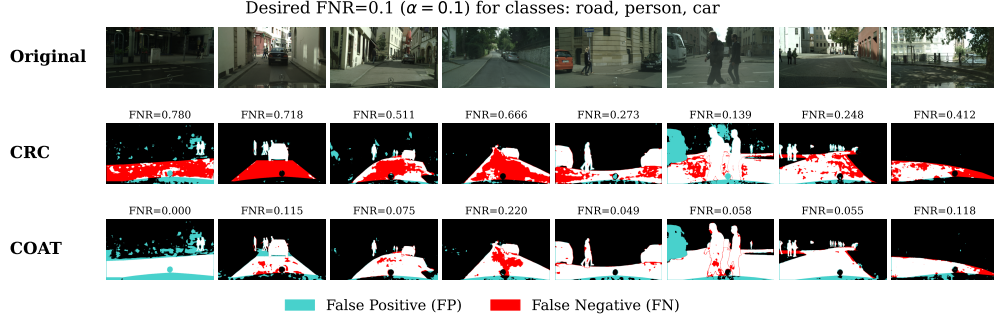 Desired FNR=0.1 (α = 0.1) for classes: road, person, car
Original
FNR=0.780 FNR=0.718 FNR=0.511 FNR=0.666 FNR=0.273 FNR=0.139 FNR=0.248 FNR=0.412
CRC
FNR=0.000 FNR=0.115 FNR=0.075 FNR=0.220 FNR=0.049 FNR=0.058 FNR=0.055 FNR=0.118
COAT
False Positive (FP) False Negative (FN)